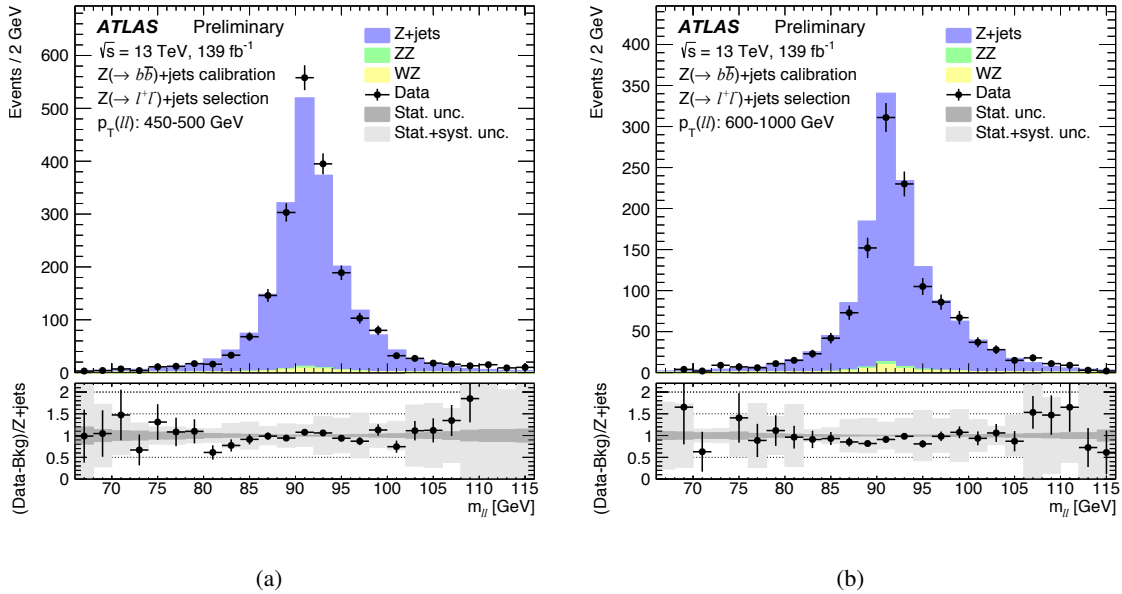 ATLAS Preliminary
√s = 13 TeV, 139 fb⁻¹
Z(→ bb̄)+jets calibration
Z(→ l⁺l⁻)+jets selection
p_T(ll): 450-500 GeV
Z+jets
ZZ
WZ
Data
Stat. unc.
Stat.+syst. unc.
Events / 2 GeV
600
500
400
300
200
100
0
(Data-Bkg)/Z+jets
2
1.5
1
0.5
0
70 75 80 85 90 95 100 105 110 115
m_ll [GeV]
(a)
ATLAS Preliminary
√s = 13 TeV, 139 fb⁻¹
Z(→ bb̄)+jets calibration
Z(→ l⁺l⁻)+jets selection
p_T(ll): 600-1000 GeV
Z+jets
ZZ
WZ
Data
Stat. unc.
Stat.+syst. unc.
Events / 2 GeV
400
350
300
250
200
150
100
50
0
(Data-Bkg)/Z+jets
2
1.5
1
0.5
0
70 75 80 85 90 95 100 105 110 115
m_ll [GeV]
(b)